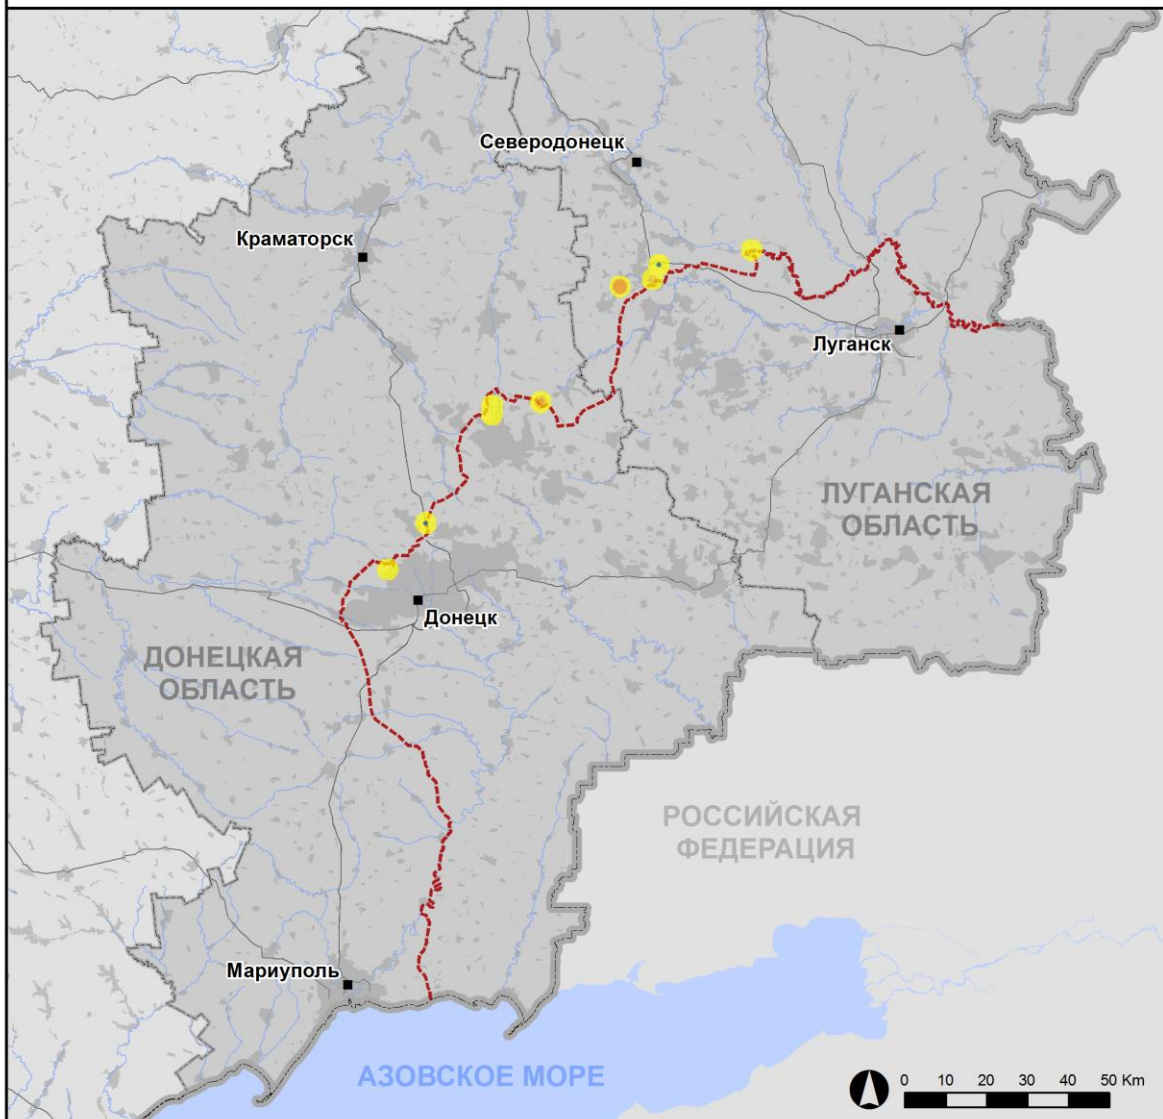 Северодонецк
Краматорск
Луганск
ЛУГАНСКАЯ
ОБЛАСТЬ
Донецк
ДОНЕЦКАЯ
ОБЛАСТЬ
РОССИЙСКАЯ
ФЕДЕРАЦИЯ
Мариуполь
АЗОВСКОЕ МОРЕ
0 10 20 30 40 50 Km